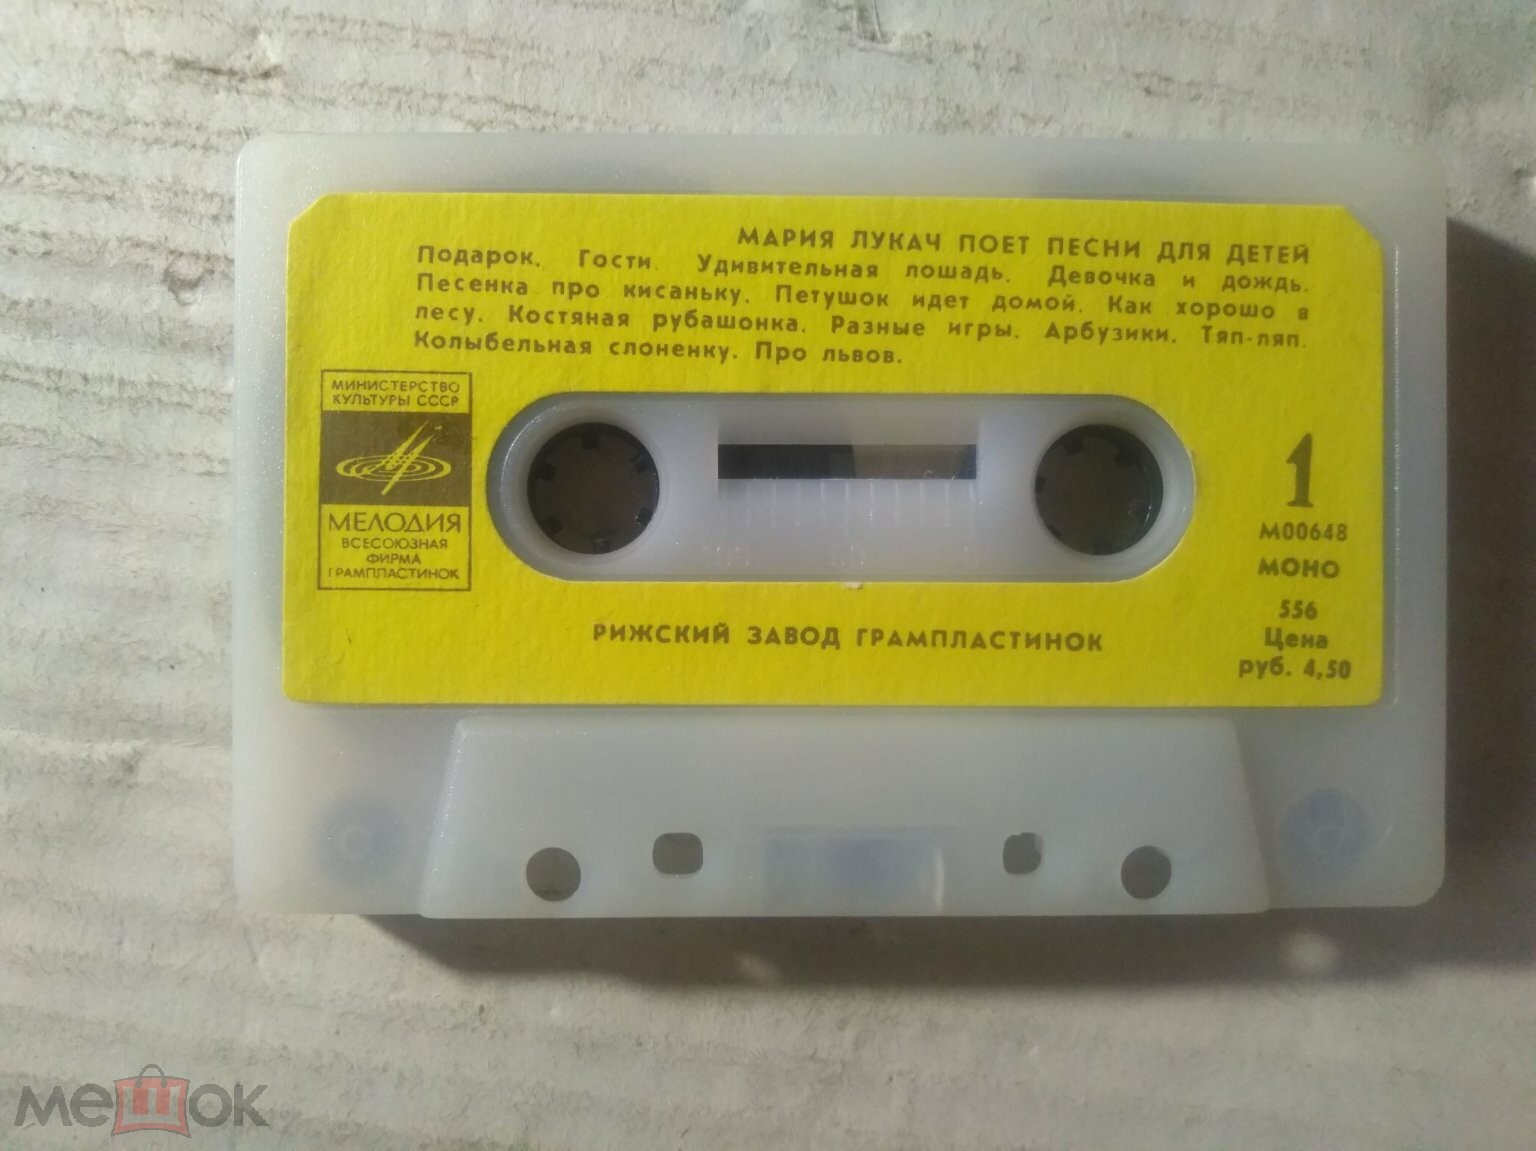 МАРИЯ ЛУКАЧ ПОЕТ ПЕСНИ ДЛЯ ДЕТЕЙ
Подарок. Гости. Удивительная лошадь. Девочка и дождь.
Песенка про кисаньку. Петушок идет домой. Как хорошо в
лесу. Костяная рубашонка. Разные игры. Арбузики. Тяп-ляп.
Колыбельная слоненку. Про львов.
МИНИСТЕРСТВО
КУЛЬТУРЫ СССР
МЕЛОДИЯ
ВСЕСОЮЗНАЯ
ФИРМА
ГРАМПЛАСТИНОК
1
М00648
МОНО
556
Цена
руб. 4,50
РИЖСКИЙ ЗАВОД ГРАМПЛАСТИНОК
мешок